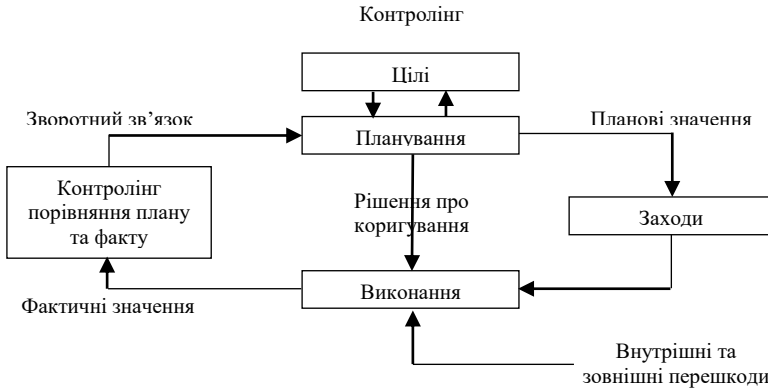 Контролінг
Цілі
Зворотний зв’язок
Планові значення
Планування
Контролінг
порівняння плану
та факту
Рішення про
коригування
Заходи
Виконання
Фактичні значення
Внутрішні та
зовнішні перешкоди